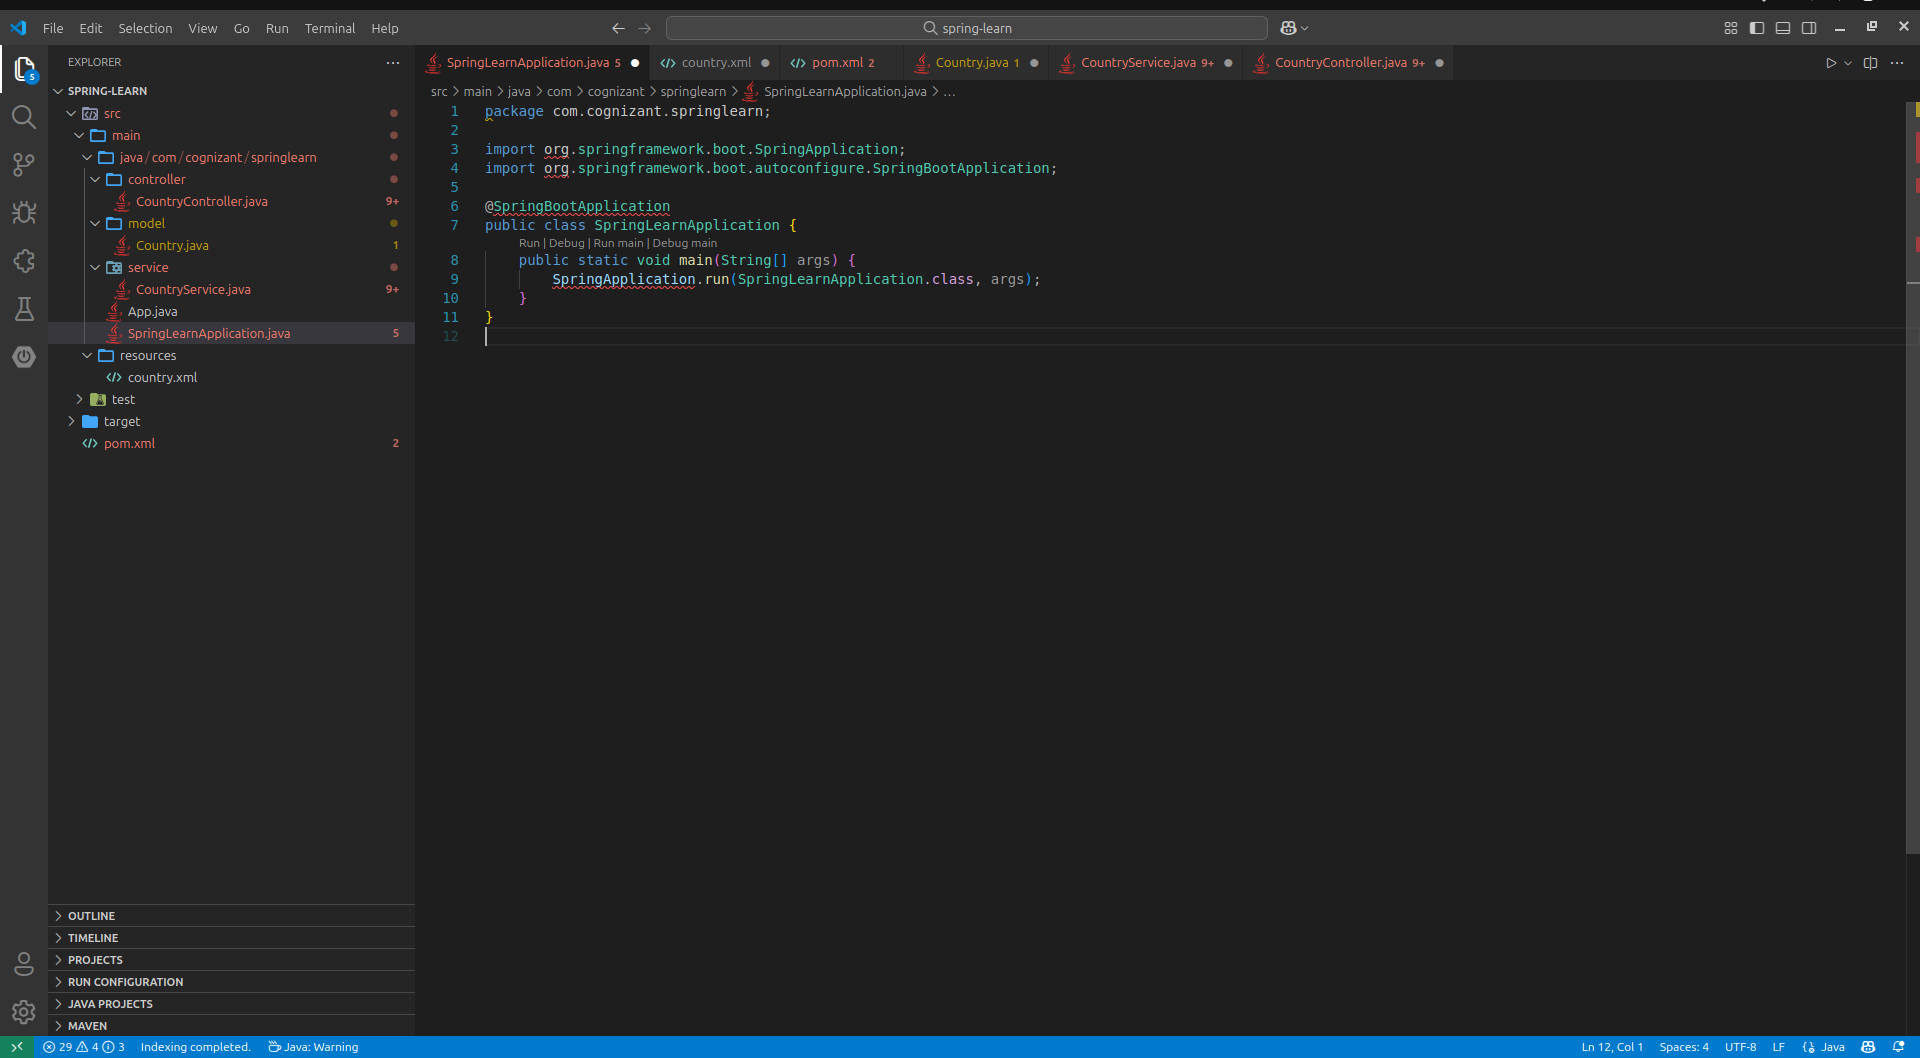 File Edit Selection View Go Run Terminal Help
spring-learn
5
EXPLORER
SpringLearnApplication.java 5
country.xml
pom.xml 2
Country.java 1
CountryService.java 9+
CountryController.java 9+
SPRING-LEARN
src > main > java > com > cognizant > springlearn > SpringLearnApplication.java > ...
src
main
java/com/cognizant/springlearn
controller
CountryController.java 9+
model
Country.java 1
service
CountryService.java 9+
App.java
SpringLearnApplication.java 5
resources
country.xml
test
target
pom.xml 2
1 package com.cognizant.springlearn;
2
3 import org.springframework.boot.SpringApplication;
4 import org.springframework.boot.autoconfigure.SpringBootApplication;
5
6 @SpringBootApplication
7 public class SpringLearnApplication {
Run | Debug | Run main | Debug main
8 public static void main(String[] args) {
9 SpringApplication.run(SpringLearnApplication.class, args);
10 }
11 }
12
OUTLINE
TIMELINE
PROJECTS
RUN CONFIGURATION
JAVA PROJECTS
MAVEN
29 4 3 Indexing completed. Java: Warning
Ln 12, Col 1 Spaces: 4 UTF-8 LF Java